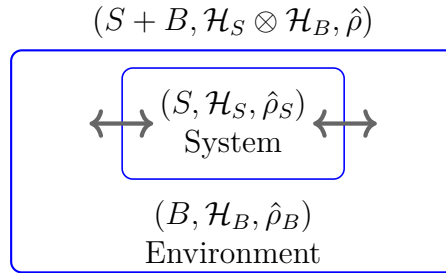 (S + B, ℋ_S ⊗ ℋ_B, ρ̂)
(S, ℋ_S, ρ̂_S)
System
(B, ℋ_B, ρ̂_B)
Environment